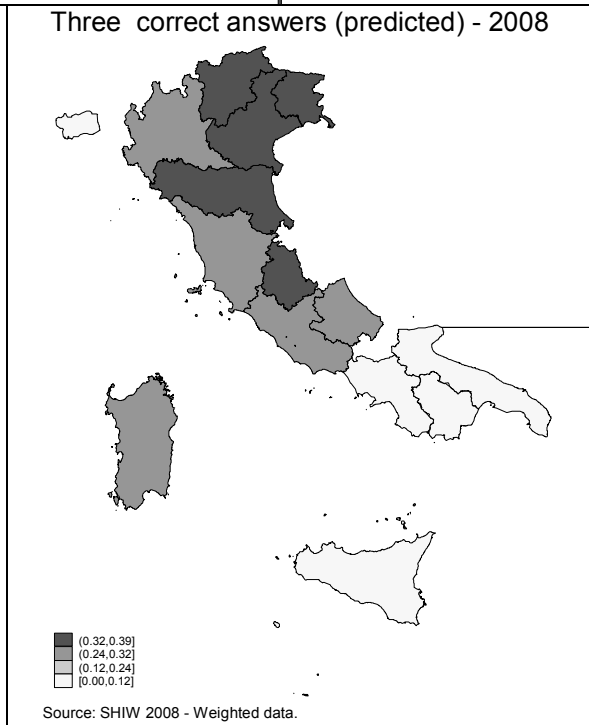 Three correct answers (predicted) - 2008
(0.32,0.39]
(0.24,0.32]
(0.12,0.24]
[0.00,0.12]
Source: SHIW 2008 - Weighted data.